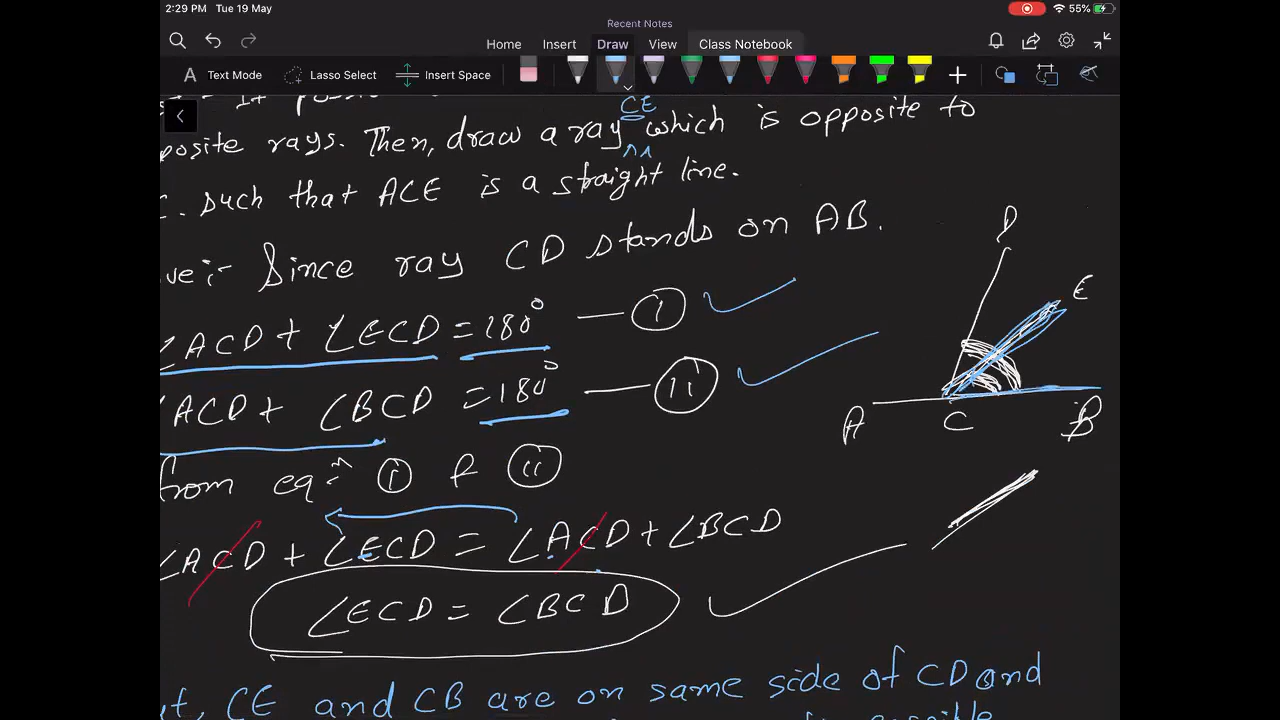 2:29 PM Tue 19 May
55%
Recent Notes
Home Insert Draw View Class Notebook
Text Mode Lasso Select Insert Space
CE
posite rays. Then, draw a ray which is opposite to
such that ACE is a straight line.
ve:- Since ray CD stands on AB.
∠ACD + ∠ECD = 180° — (i)
∠ACD + ∠BCD = 180° — (ii)
from eqⁿ (i) & (ii)
∠ACD + ∠ECD = ∠ACD + ∠BCD
∠ECD = ∠BCD
t, CE and CB are on same side of CD and
D
E
A C B